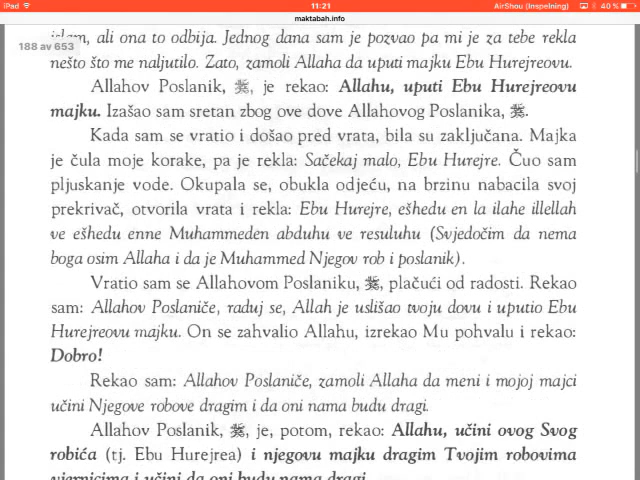 iPad
11:21
AirShou (Inspelning)
40 %
maktabah.info
islam, ali ona to odbija. Jednog dana sam je pozvao pa mi je za tebe rekla
188 av 653
nešto što me naljutilo. Zato, zamoli Allaha da uputi majku Ebu Hurejreovu.
Allahov Poslanik, ﷺ, je rekao: Allahu, uputi Ebu Hurejreovu
majku. Izašao sam sretan zbog ove dove Allahovog Poslanika, ﷺ.
Kada sam se vratio i došao pred vrata, bila su zaključana. Majka
je čula moje korake, pa je rekla: Sačekaj malo, Ebu Hurejre. Čuo sam
pljuskanje vode. Okupala se, obukla odjeću, na brzinu nabacila svoj
prekrivač, otvorila vrata i rekla: Ebu Hurejre, ešhedu en la ilahe illellah
ve ešhedu enne Muhammeden abduhu ve resuluhu (Svjedočim da nema
boga osim Allaha i da je Muhammed Njegov rob i poslanik).
Vratio sam se Allahovom Poslaniku, ﷺ, plačući od radosti. Rekao
sam: Allahov Poslaniče, raduj se, Allah je uslišao tvoju dovu i uputio Ebu
Hurejreovu majku. On se zahvalio Allahu, izrekao Mu pohvalu i rekao:
Dobro!
Rekao sam: Allahov Poslaniče, zamoli Allaha da meni i mojoj majci
učini Njegove robove dragim i da oni nama budu dragi.
Allahov Poslanik, ﷺ, je, potom, rekao: Allahu, učini ovog Svog
robića (tj. Ebu Hurejrea) i njegovu majku dragim Tvojim robovima
vjernicima i učini da oni budu nama dragi.